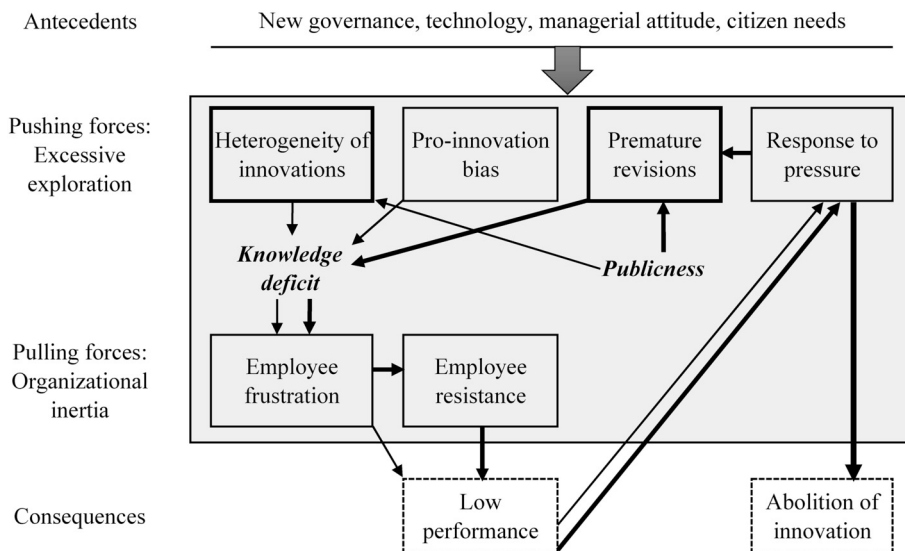 Antecedents
New governance, technology, managerial attitude, citizen needs
Pushing forces:
Excessive
exploration
Heterogeneity of
innovations
Pro-innovation
bias
Premature
revisions
Response to
pressure
Knowledge
deficit
Publicness
Pulling forces:
Organizational
inertia
Employee
frustration
Employee
resistance
Consequences
Low
performance
Abolition of
innovation